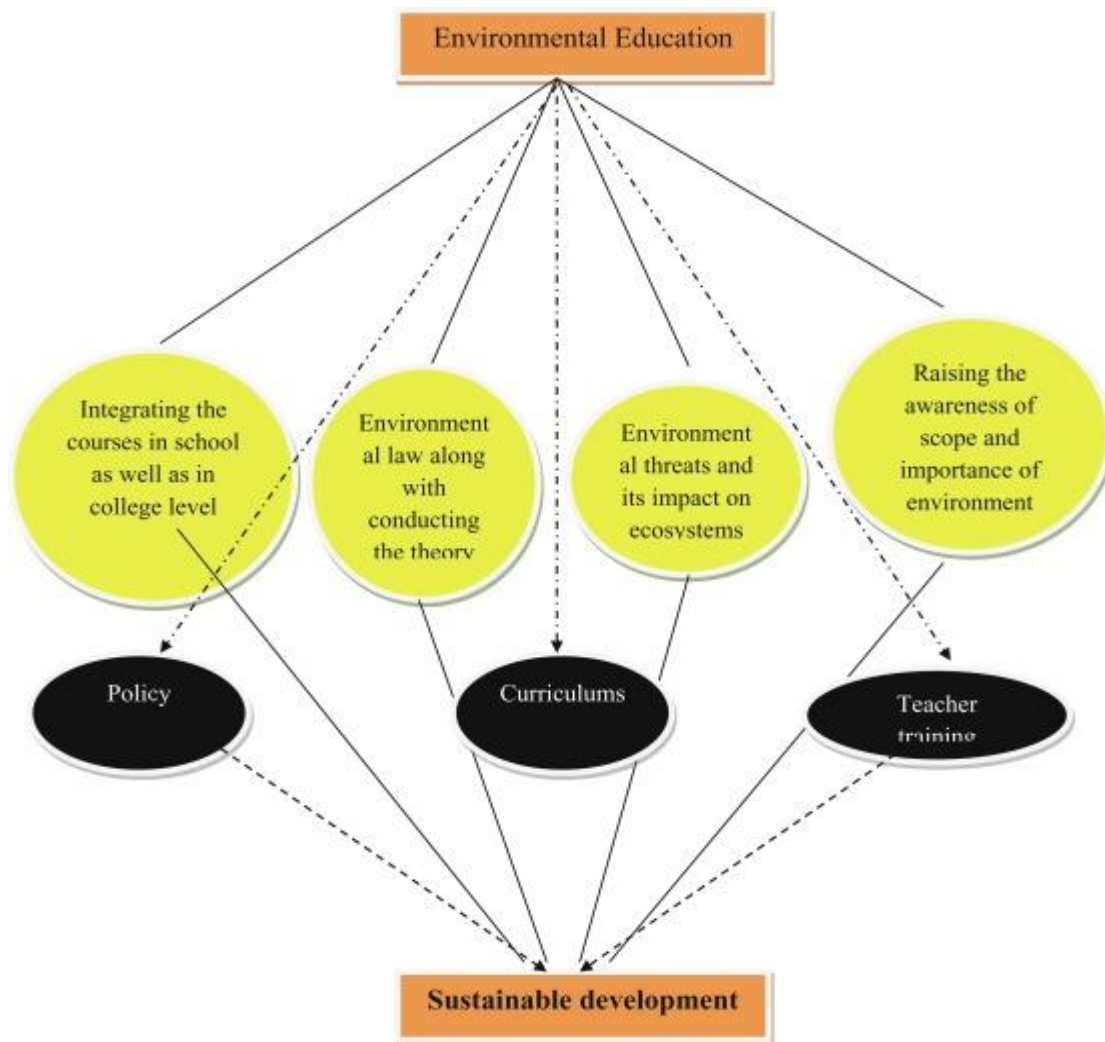 Environmental Education
Integrating the
courses in school
as well as in
college level
Environment
al law along
with
conducting
the theory
Environment
al threats and
its impact on
ecosystems
Raising the
awareness of
scope and
importance of
environment
Policy
Curriculums
Teacher
training
Sustainable development